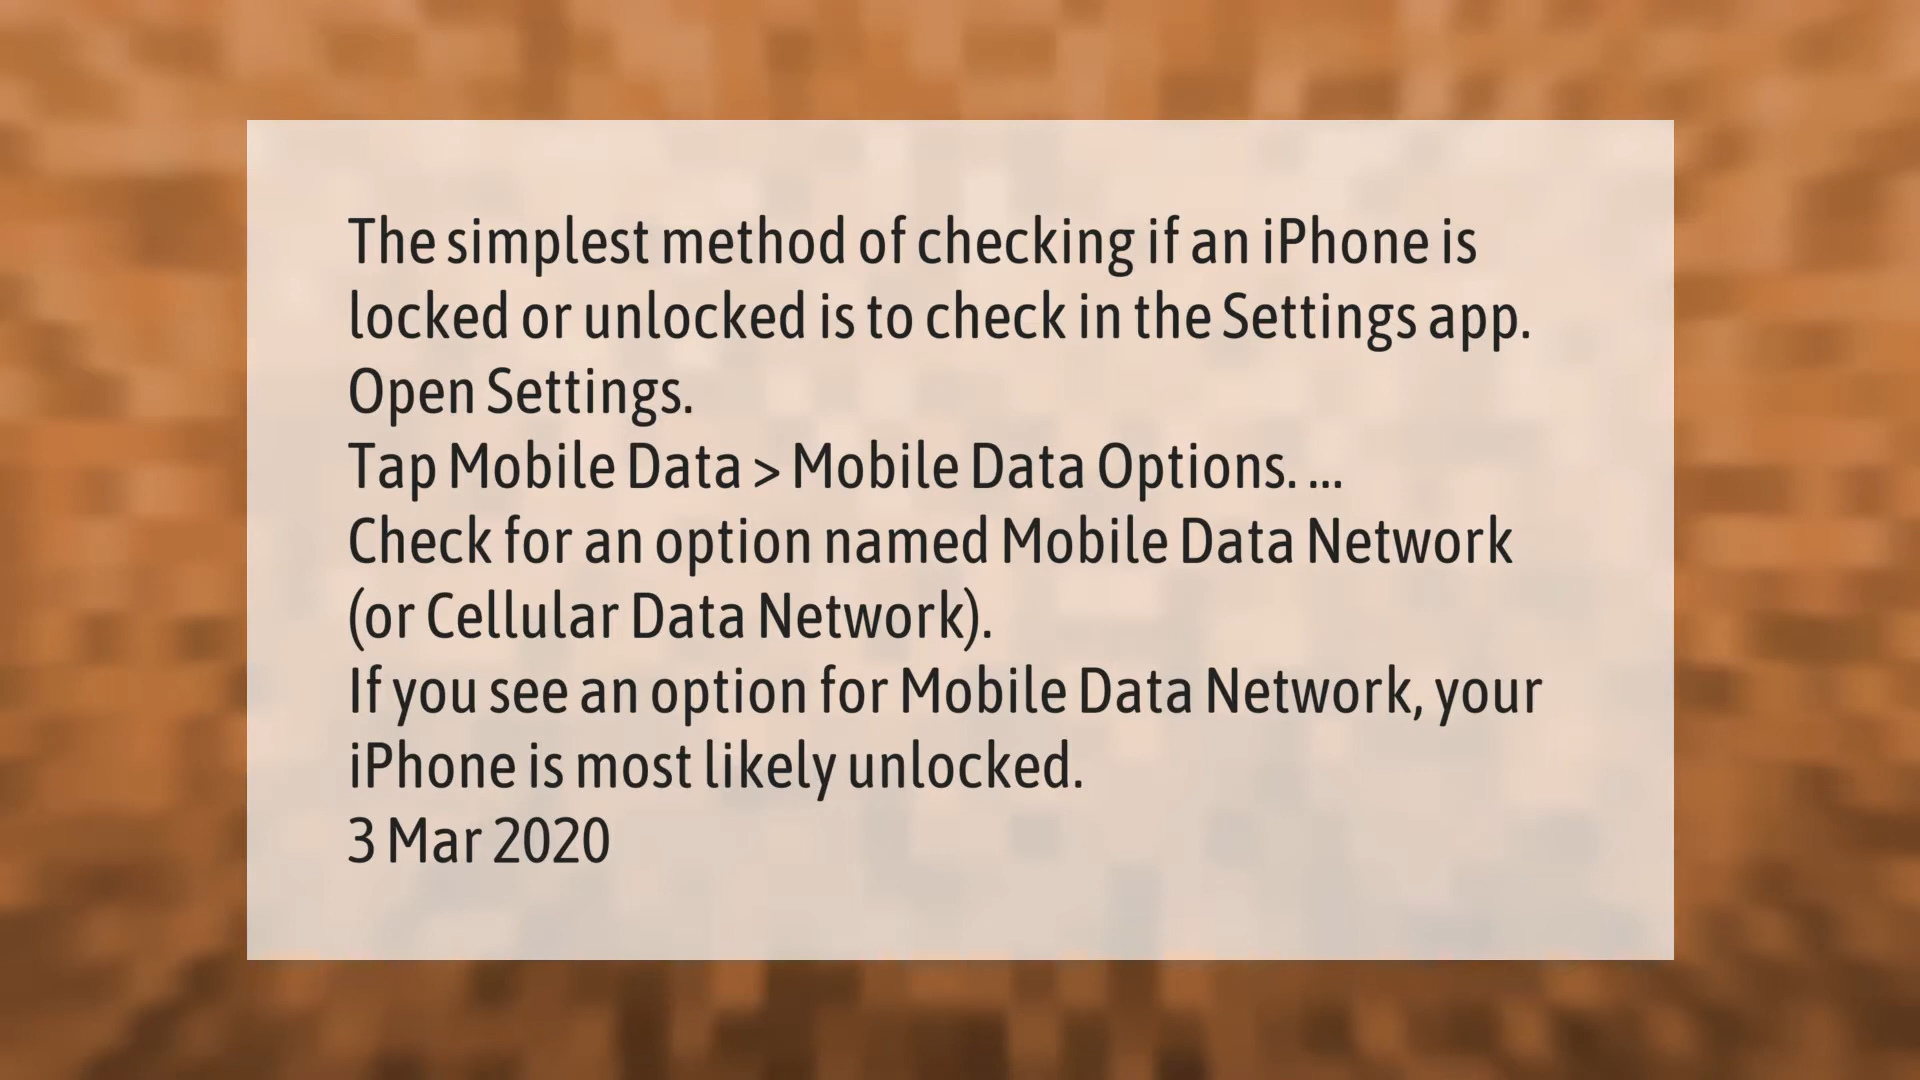 The simplest method of checking if an iPhone is
locked or unlocked is to check in the Settings app.
Open Settings.
Tap Mobile Data > Mobile Data Options. ...
Check for an option named Mobile Data Network
(or Cellular Data Network).
If you see an option for Mobile Data Network, your
iPhone is most likely unlocked.
3 Mar 2020